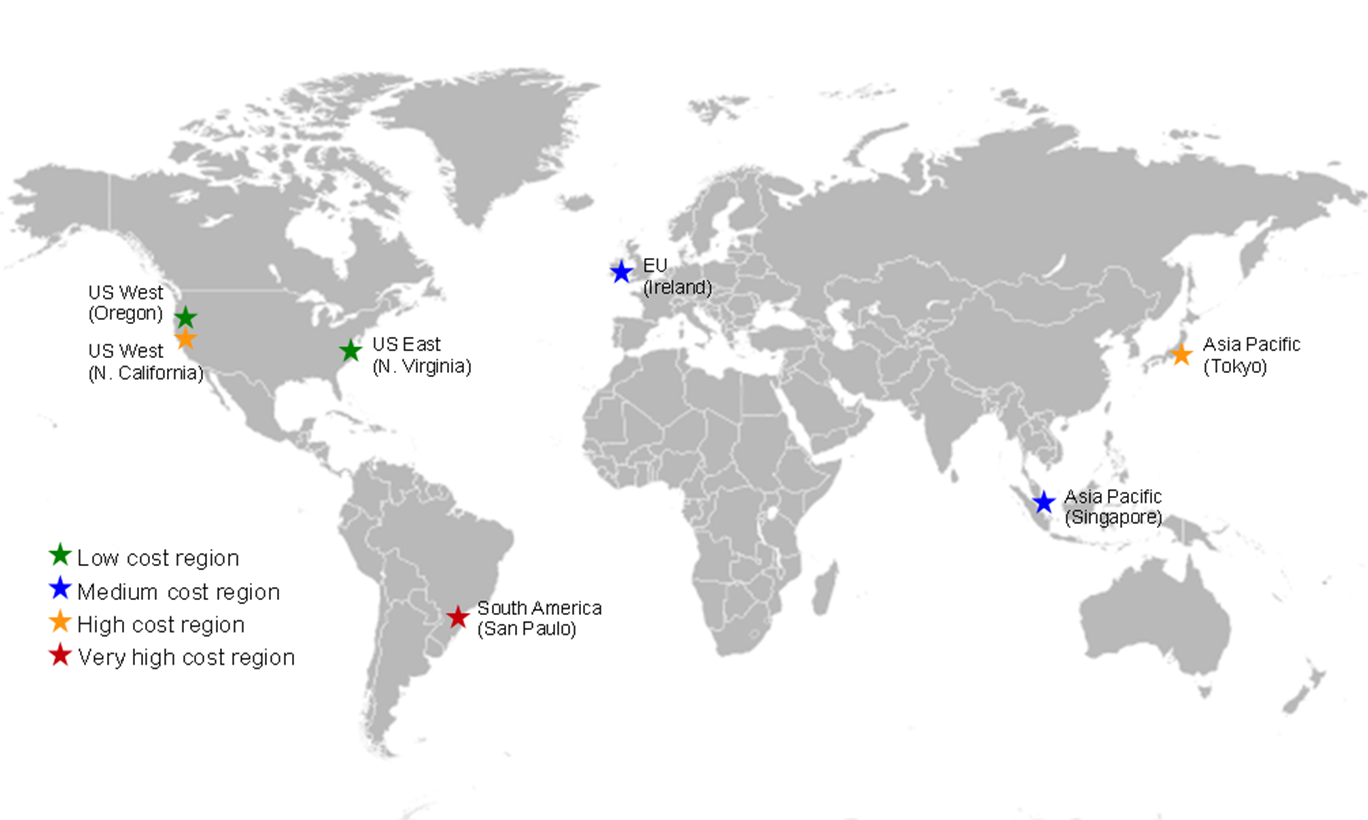 US West
(Oregon)
US West
(N. California)
US East
(N. Virginia)
EU
(Ireland)
Asia Pacific
(Tokyo)
Asia Pacific
(Singapore)
South America
(San Paulo)
Low cost region
Medium cost region
High cost region
Very high cost region